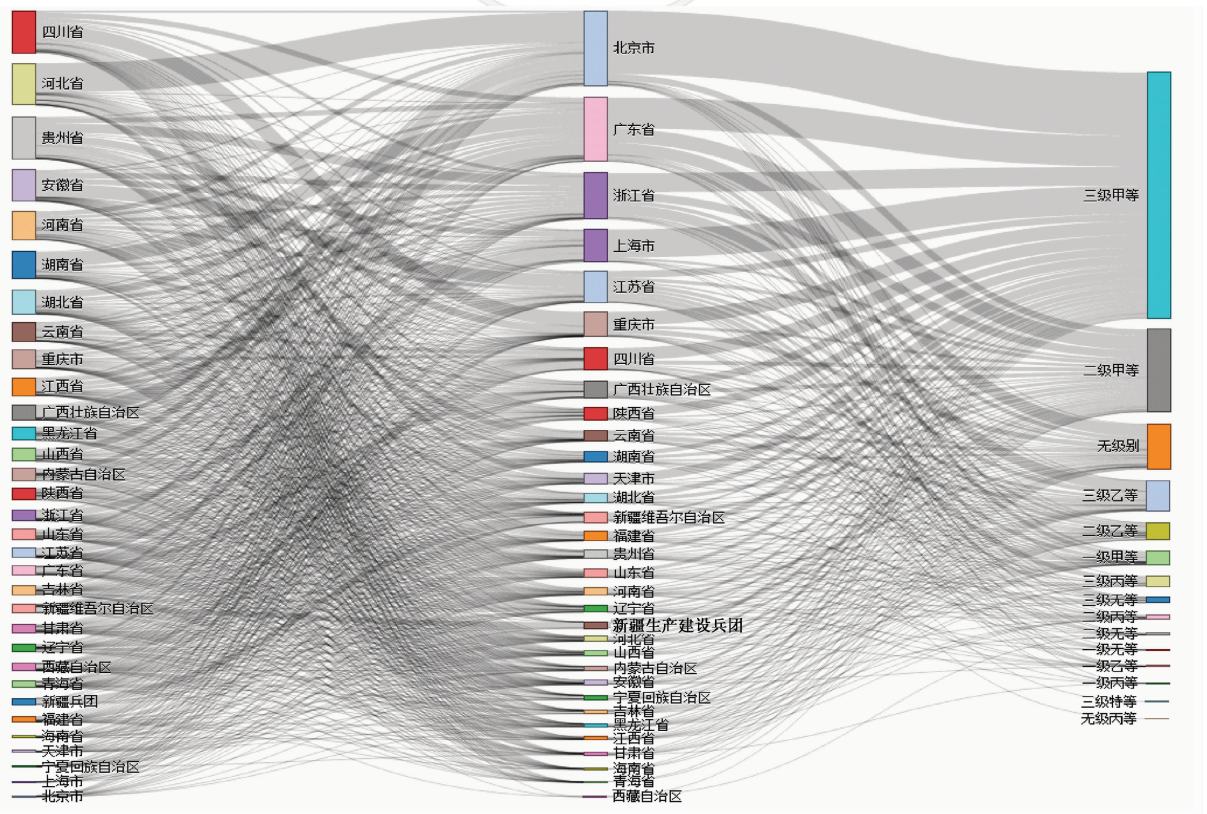 四川省
河北省
贵州省
安徽省
河南省
湖南省
湖北省
云南省
重庆市
江西省
广西壮族自治区
黑龙江省
山西省
内蒙古自治区
陕西省
浙江省
山东省
江苏省
广东省
吉林省
新疆维吾尔自治区
甘肃省
辽宁省
西藏自治区
青海省
新疆兵团
福建省
海南省
天津市
宁夏回族自治区
上海市
北京市
北京市
广东省
浙江省
上海市
江苏省
重庆市
四川省
广西壮族自治区
陕西省
云南省
湖南省
天津市
湖北省
新疆维吾尔自治区
福建省
贵州省
山东省
河南省
辽宁省
新疆生产建设兵团
河北省
山西省
内蒙古自治区
安徽省
宁夏回族自治区
吉林省
黑龙江省
江西省
甘肃省
海南省
青海省
西藏自治区
三级甲等
二级甲等
无级别
三级乙等
二级乙等
一级甲等
三级丙等
三级无等
二级丙等
级无等
级无等
级乙等
级丙等
三级特等
无级丙等